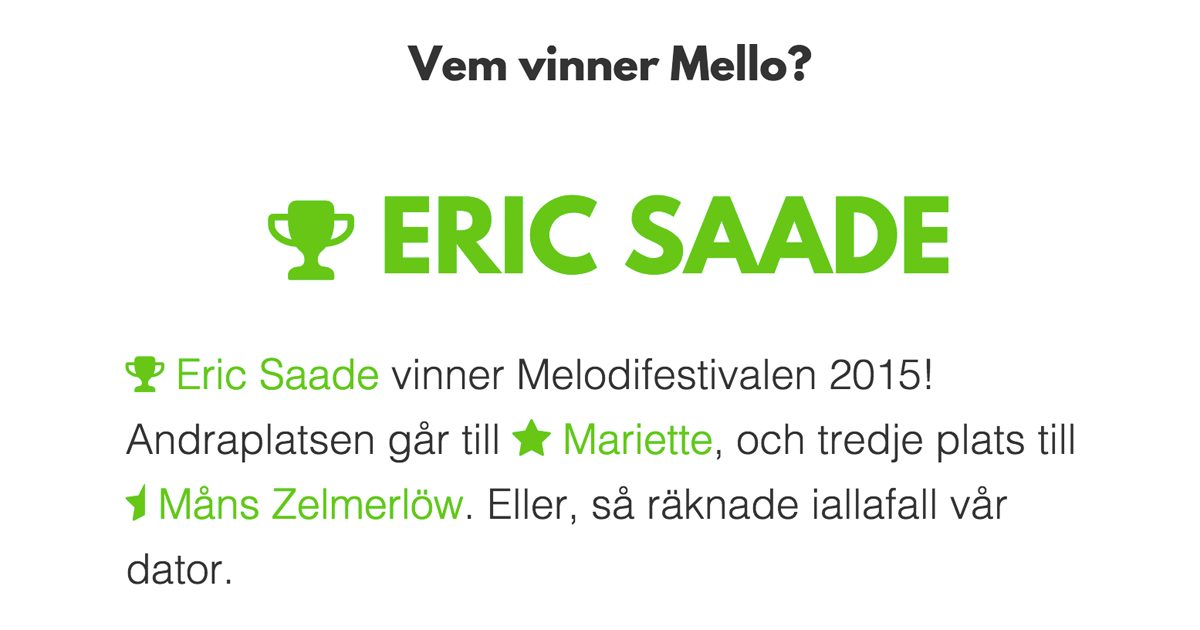 Vem vinner Mello?
ERIC SAADE
Eric Saade vinner Melodifestivalen 2015!
Andraplatsen går till Mariette, och tredje plats till
Måns Zelmerlöw. Eller, så räknade iallafall vår
dator.